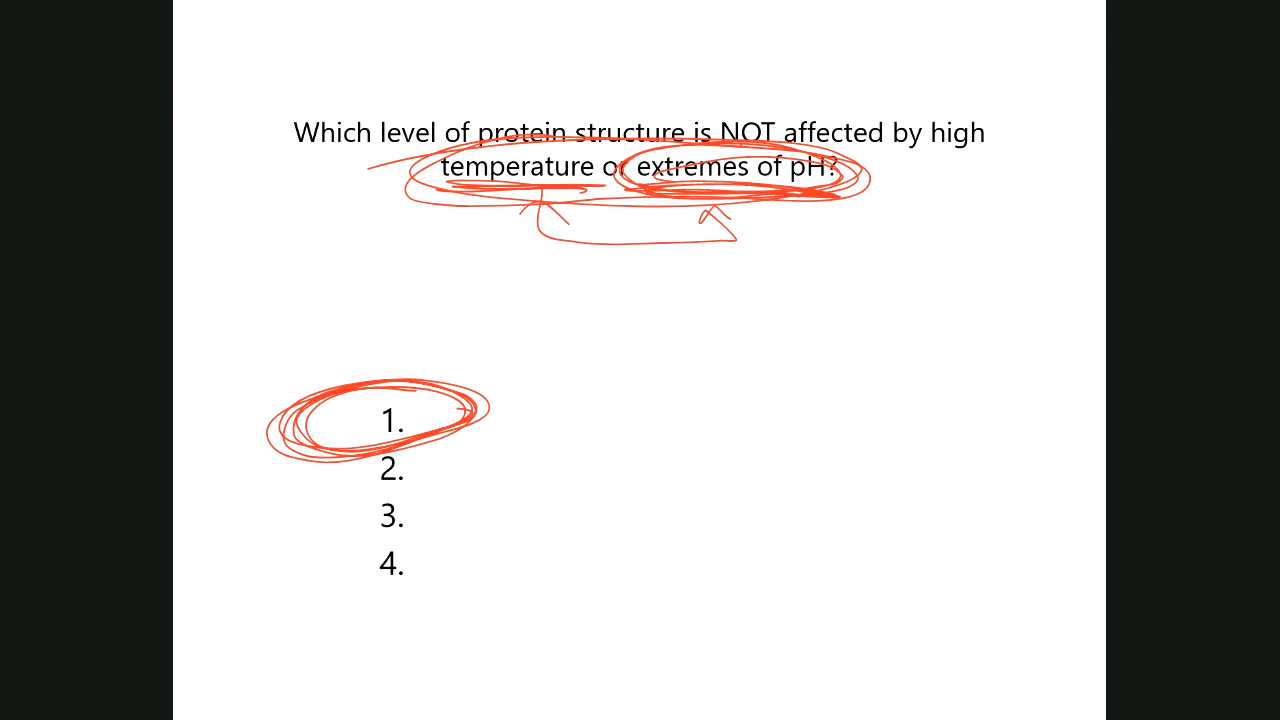 Which level of protein structure is NOT affected by high
temperature or extremes of pH?
1.
2.
3.
4.